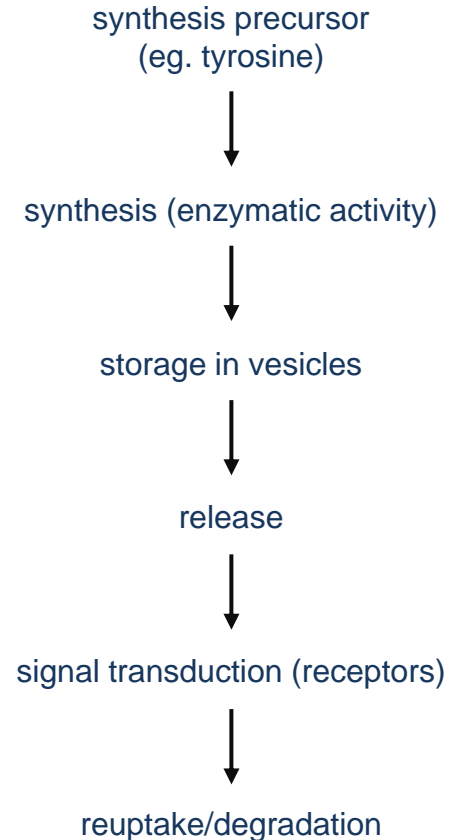 synthesis precursor
(eg. tyrosine)
synthesis (enzymatic activity)
storage in vesicles
release
signal transduction (receptors)
reuptake/degradation